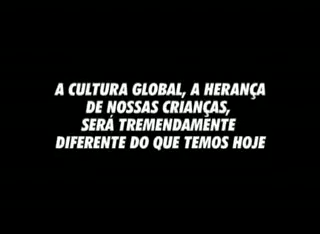 A CULTURA GLOBAL, A HERANÇA
DE NOSSAS CRIANÇAS,
SERÁ TREMENDAMENTE
DIFERENTE DO QUE TEMOS HOJE